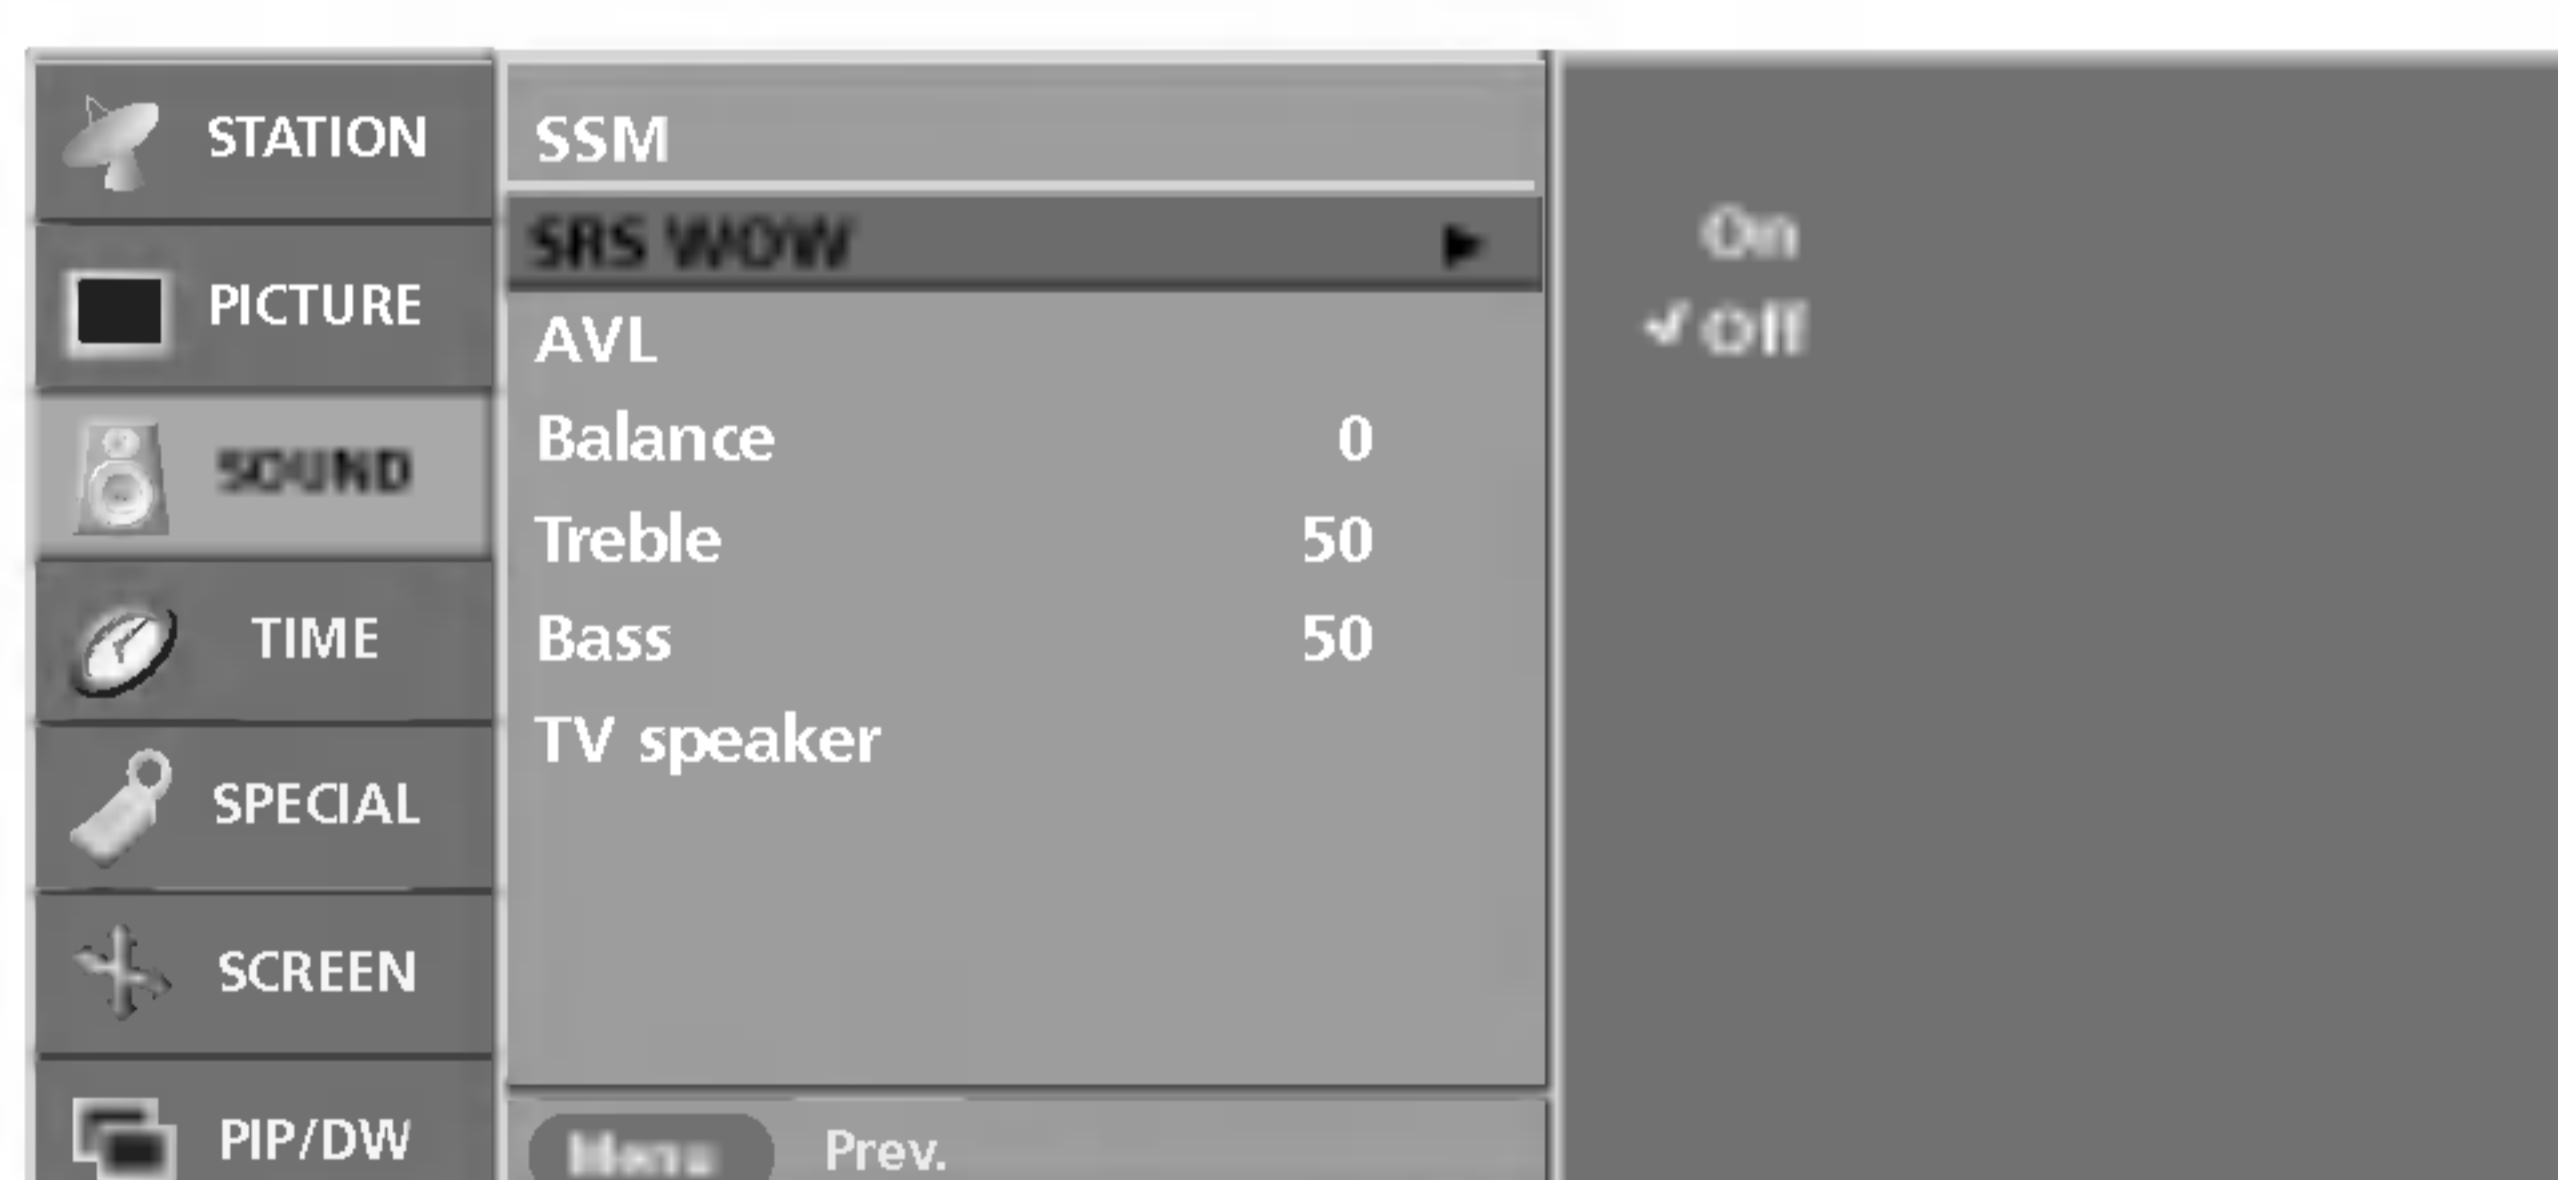 STATION
PICTURE
SOUND
TIME
SPECIAL
SCREEN
PIP/DW
SSM
SRS WOW ▶
AVL
Balance 0
Treble 50
Bass 50
TV speaker
Menu Prev.
On
✓ Off